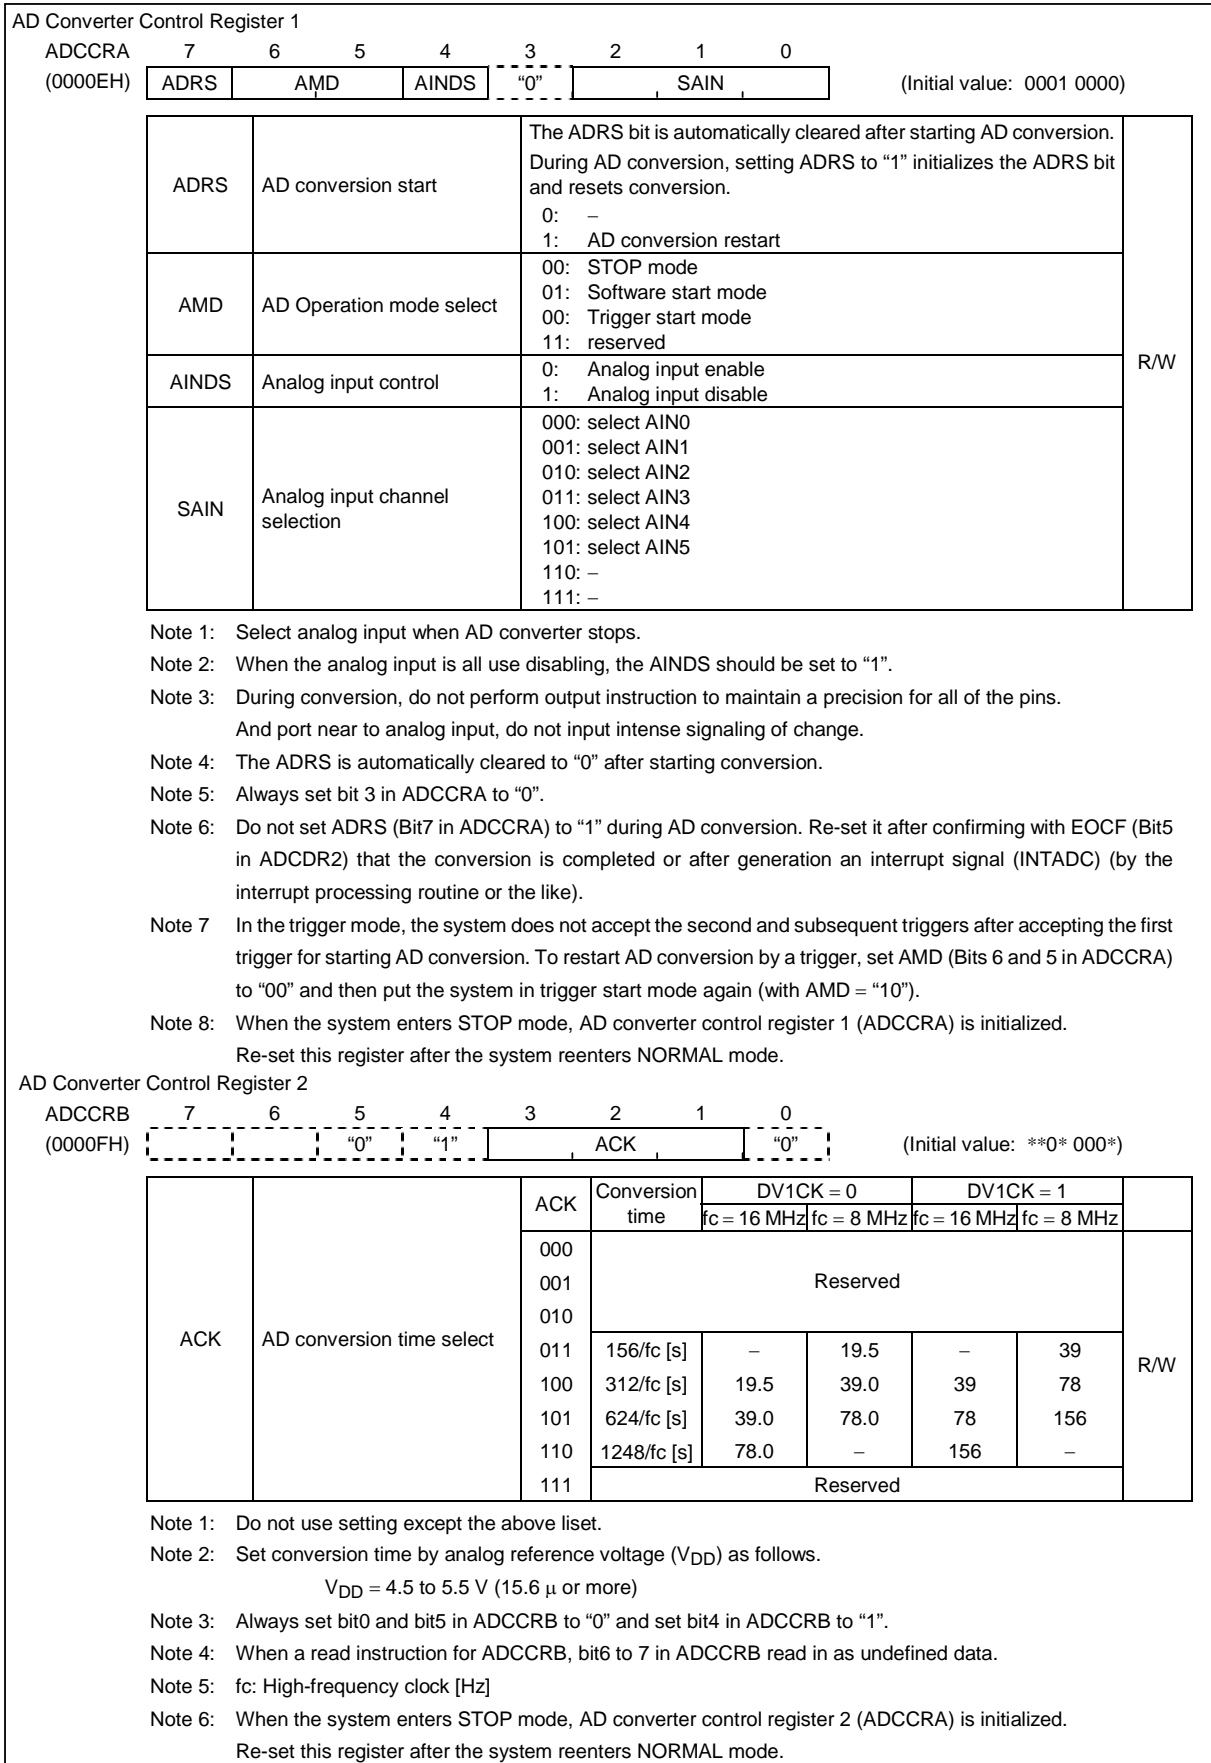 AD Converter Control Register 1
ADCCRA 7 6 5 4 3 2 1 0
(0000EH) ADRS AMD AINDS “0” SAIN (Initial value: 0001 0000)
ADRS AD conversion start
The ADRS bit is automatically cleared after starting AD conversion.
During AD conversion, setting ADRS to “1” initializes the ADRS bit
and resets conversion.
0: −
1: AD conversion restart
AMD AD Operation mode select
00: STOP mode
01: Software start mode
00: Trigger start mode
11: reserved
AINDS Analog input control
0: Analog input enable
1: Analog input disable
SAIN Analog input channel
selection
000: select AIN0
001: select AIN1
010: select AIN2
011: select AIN3
100: select AIN4
101: select AIN5
110: −
111: −
R/W
Note 1: Select analog input when AD converter stops.
Note 2: When the analog input is all use disabling, the AINDS should be set to “1”.
Note 3: During conversion, do not perform output instruction to maintain a precision for all of the pins.
And port near to analog input, do not input intense signaling of change.
Note 4: The ADRS is automatically cleared to “0” after starting conversion.
Note 5: Always set bit 3 in ADCCRA to “0”.
Note 6: Do not set ADRS (Bit7 in ADCCRA) to “1” during AD conversion. Re-set it after confirming with EOCF (Bit5
in ADCDR2) that the conversion is completed or after generation an interrupt signal (INTADC) (by the
interrupt processing routine or the like).
Note 7 In the trigger mode, the system does not accept the second and subsequent triggers after accepting the first
trigger for starting AD conversion. To restart AD conversion by a trigger, set AMD (Bits 6 and 5 in ADCCRA)
to “00” and then put the system in trigger start mode again (with AMD = “10”).
Note 8: When the system enters STOP mode, AD converter control register 1 (ADCCRA) is initialized.
Re-set this register after the system reenters NORMAL mode.
AD Converter Control Register 2
ADCCRB 7 6 5 4 3 2 1 0
(0000FH) “0” “1” ACK “0” (Initial value: **0* 000*)
ACK AD conversion time select
ACK Conversion time DV1CK = 0 DV1CK = 1
fc = 16 MHz fc = 8 MHz fc = 16 MHz fc = 8 MHz
000
001 Reserved
010
011 156/fc [s] − 19.5 − 39
100 312/fc [s] 19.5 39.0 39 78
101 624/fc [s] 39.0 78.0 78 156
110 1248/fc [s] 78.0 − 156 −
111 Reserved
R/W
Note 1: Do not use setting except the above liset.
Note 2: Set conversion time by analog reference voltage (VDD) as follows.
VDD = 4.5 to 5.5 V (15.6 μ or more)
Note 3: Always set bit0 and bit5 in ADCCRB to “0” and set bit4 in ADCCRB to “1”.
Note 4: When a read instruction for ADCCRB, bit6 to 7 in ADCCRB read in as undefined data.
Note 5: fc: High-frequency clock [Hz]
Note 6: When the system enters STOP mode, AD converter control register 2 (ADCCRA) is initialized.
Re-set this register after the system reenters NORMAL mode.